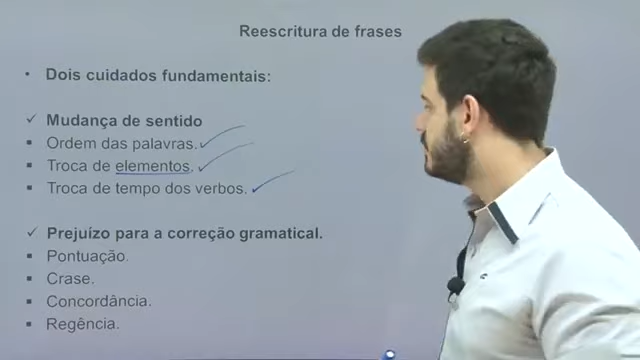 Reescritura de frases
• Dois cuidados fundamentais:
✓ Mudança de sentido
▪ Ordem das palavras.
▪ Troca de elementos.
▪ Troca de tempo dos verbos.
✓ Prejuízo para a correção gramatical.
▪ Pontuação.
▪ Crase.
▪ Concordância.
▪ Regência.